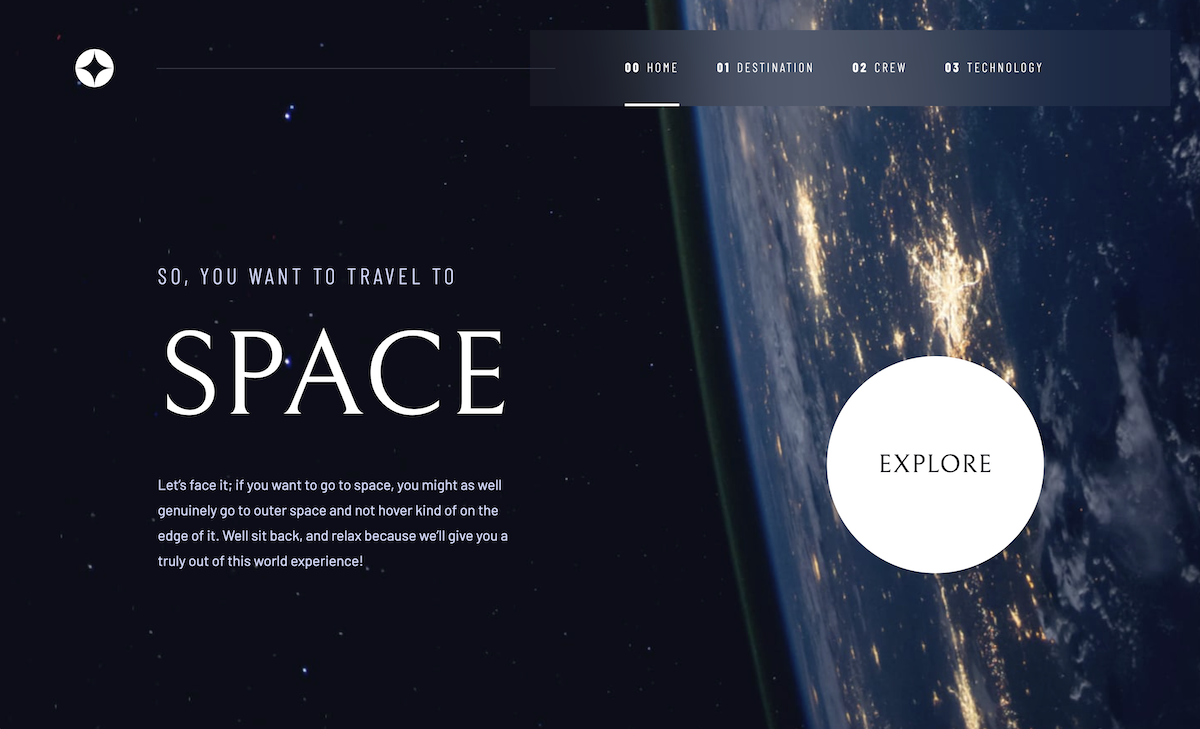 00 HOME 01 DESTINATION 02 CREW 03 TECHNOLOGY
SO, YOU WANT TO TRAVEL TO
SPACE
Let’s face it; if you want to go to space, you might as well
genuinely go to outer space and not hover kind of on the
edge of it. Well sit back, and relax because we’ll give you a
truly out of this world experience!
EXPLORE